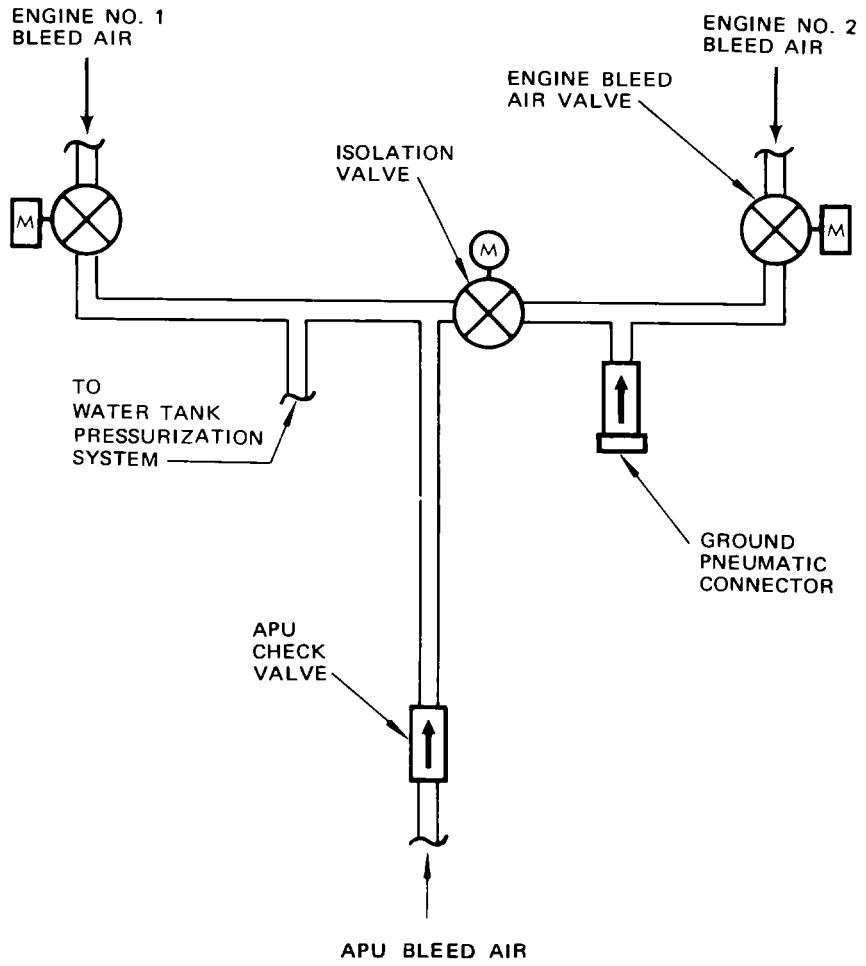 ENGINE NO. 1
BLEED AIR
ENGINE NO. 2
BLEED AIR
ENGINE BLEED
AIR VALVE
ISOLATION
VALVE
M
M
M
TO
WATER TANK
PRESSURIZATION
SYSTEM
GROUND
PNEUMATIC
CONNECTOR
APU
CHECK
VALVE
APU BLEED AIR